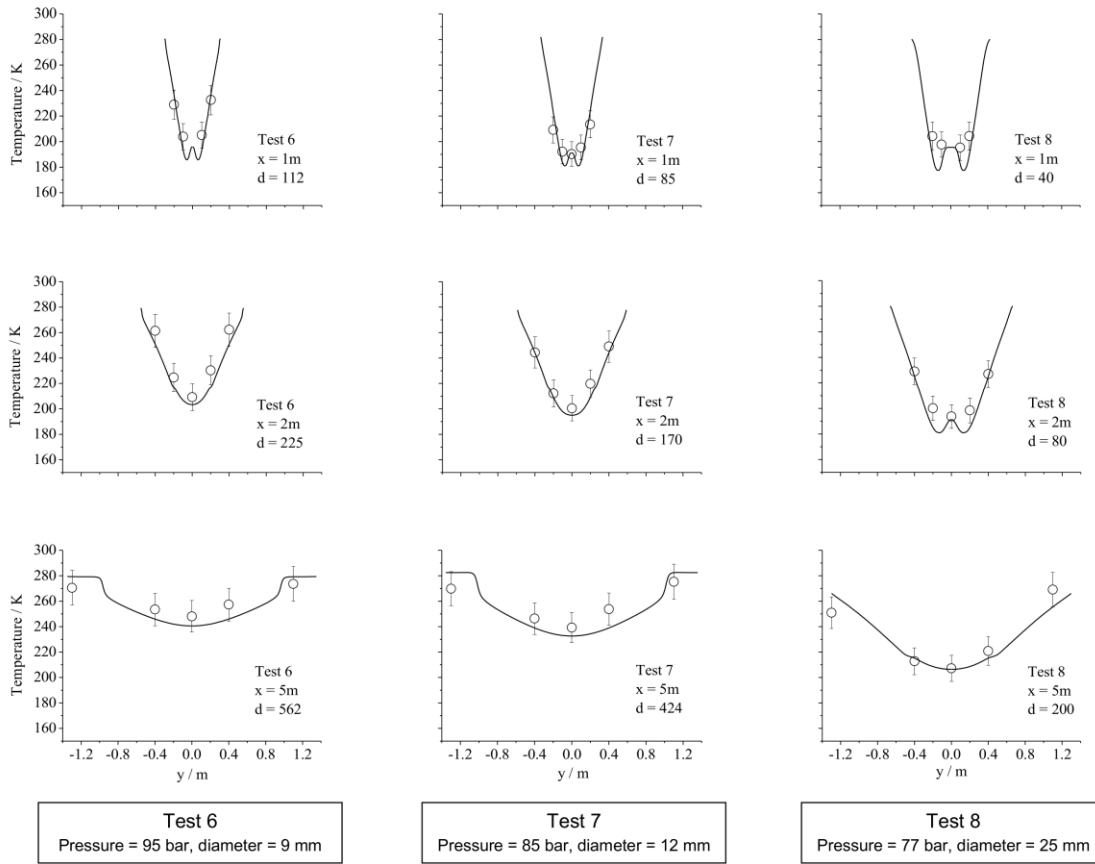 300
280
260
240
220
200
180
160
Temperature / K
Test 6
x = 1m
d = 112
Test 7
x = 1m
d = 85
Test 8
x = 1m
d = 40
300
280
260
240
220
200
180
160
Temperature / K
Test 6
x = 2m
d = 225
Test 7
x = 2m
d = 170
Test 8
x = 2m
d = 80
300
280
260
240
220
200
180
160
Temperature / K
Test 6
x = 5m
d = 562
Test 7
x = 5m
d = 424
Test 8
x = 5m
d = 200
-1.2 -0.8 -0.4 0.0 0.4 0.8 1.2
y / m
-1.2 -0.8 -0.4 0.0 0.4 0.8 1.2
y / m
-1.2 -0.8 -0.4 0.0 0.4 0.8 1.2
y / m
Test 6
Pressure = 95 bar, diameter = 9 mm
Test 7
Pressure = 85 bar, diameter = 12 mm
Test 8
Pressure = 77 bar, diameter = 25 mm